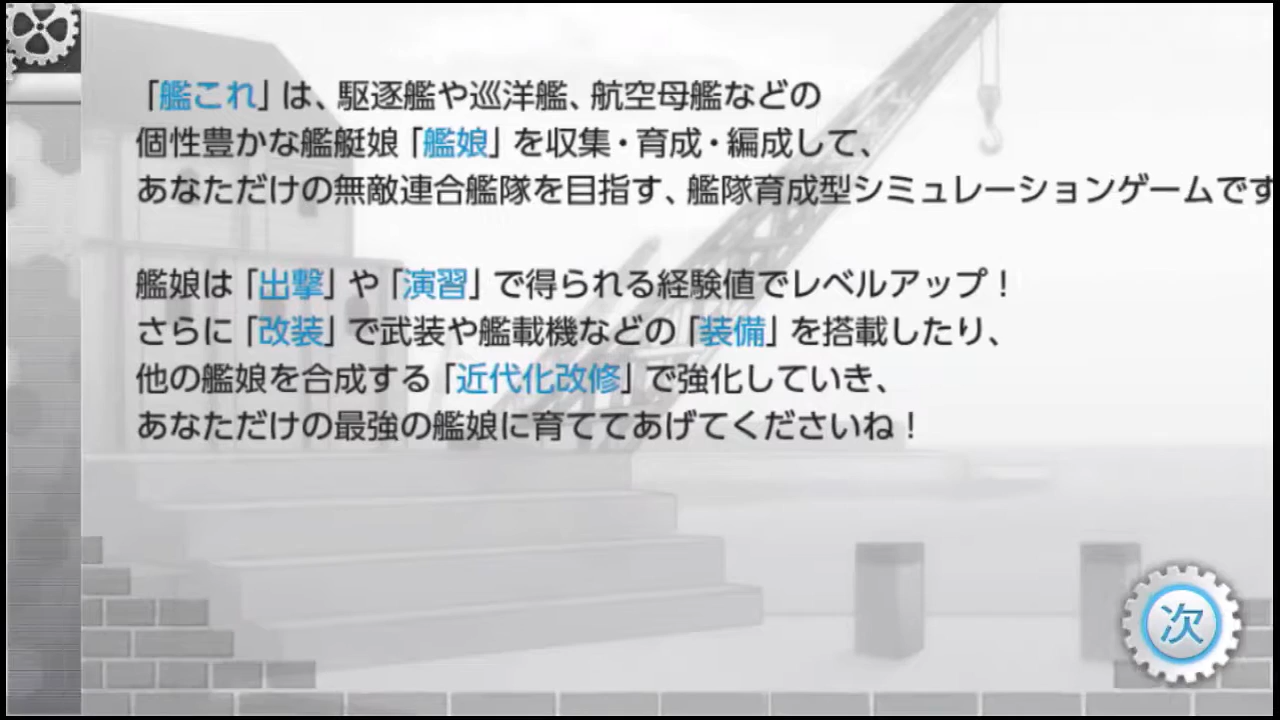 「艦これ」は、駆逐艦や巡洋艦、航空母艦などの
個性豊かな艦艇娘「艦娘」を収集・育成・編成して、
あなただけの無敵連合艦隊を目指す、艦隊育成型シミュレーションゲームです
艦娘は「出撃」や「演習」で得られる経験値でレベルアップ！
さらに「改装」で武装や艦載機などの「装備」を搭載したり、
他の艦娘を合成する「近代化改修」で強化していき、
あなただけの最強の艦娘に育ててあげてくださいね！
次